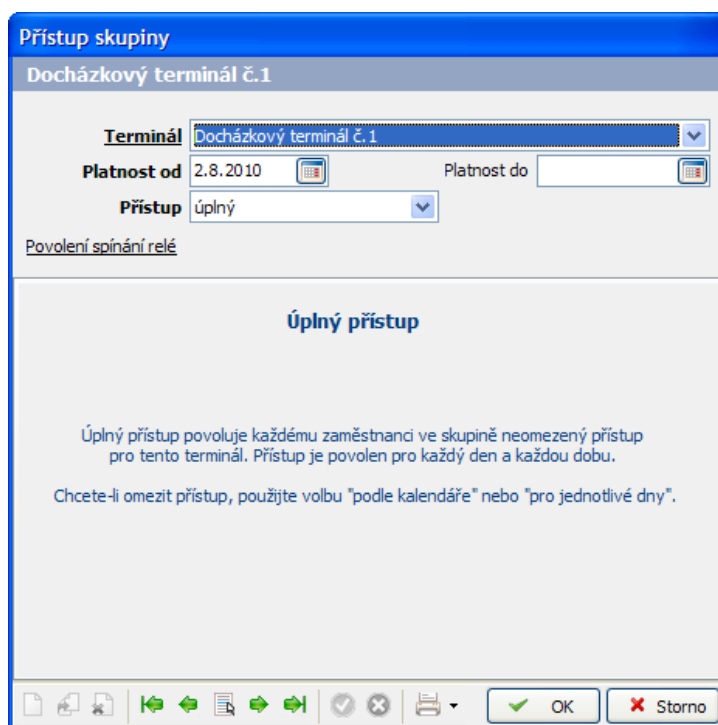 Přístup skupiny
Docházkový terminál č.1
Terminál Docházkový terminál č.1
Platnost od 2.8.2010 Platnost do
Přístup úplný
Povolení spínání relé
Úplný přístup
Úplný přístup povoluje každému zaměstnanci ve skupině neomezený přístup
pro tento terminál. Přístup je povolen pro každý den a každou dobu.
Chcete-li omezit přístup, použijte volbu "podle kalendáře" nebo "pro jednotlivé dny".
OK Storno